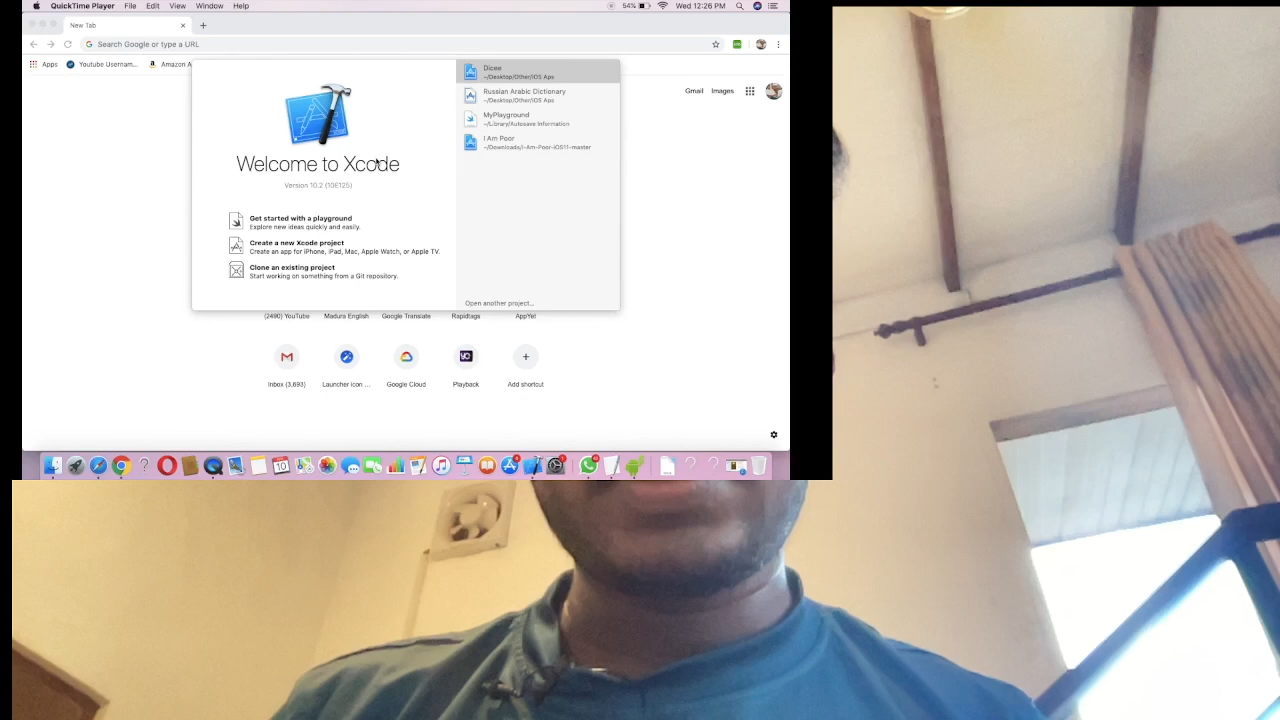 QuickTime Player File Edit View Window Help
54% Wed 12:26 PM
New Tab
Search Google or type a URL
Apps Youtube Usernam... Amazon A
Gmail Images
Welcome to Xcode
Version 10.2 (10E125)
Get started with a playground
Explore new ideas quickly and easily.
Create a new Xcode project
Create an app for iPhone, iPad, Mac, Apple Watch, or Apple TV.
Clone an existing project
Start working on something from a Git repository.
Dicee
~/Desktop/Other/iOS Aps
Russian Arabic Dictionary
~/Desktop/Other/iOS Aps
MyPlayground
~/Library/Autosave Information
I Am Poor
~/Downloads/I-Am-Poor-iOS11-master
Open another project...
(2490) YouTube Madura English Google Translate Rapidtags AppYet
Inbox (3,693) Launcher icon ... Google Cloud Playback Add shortcut